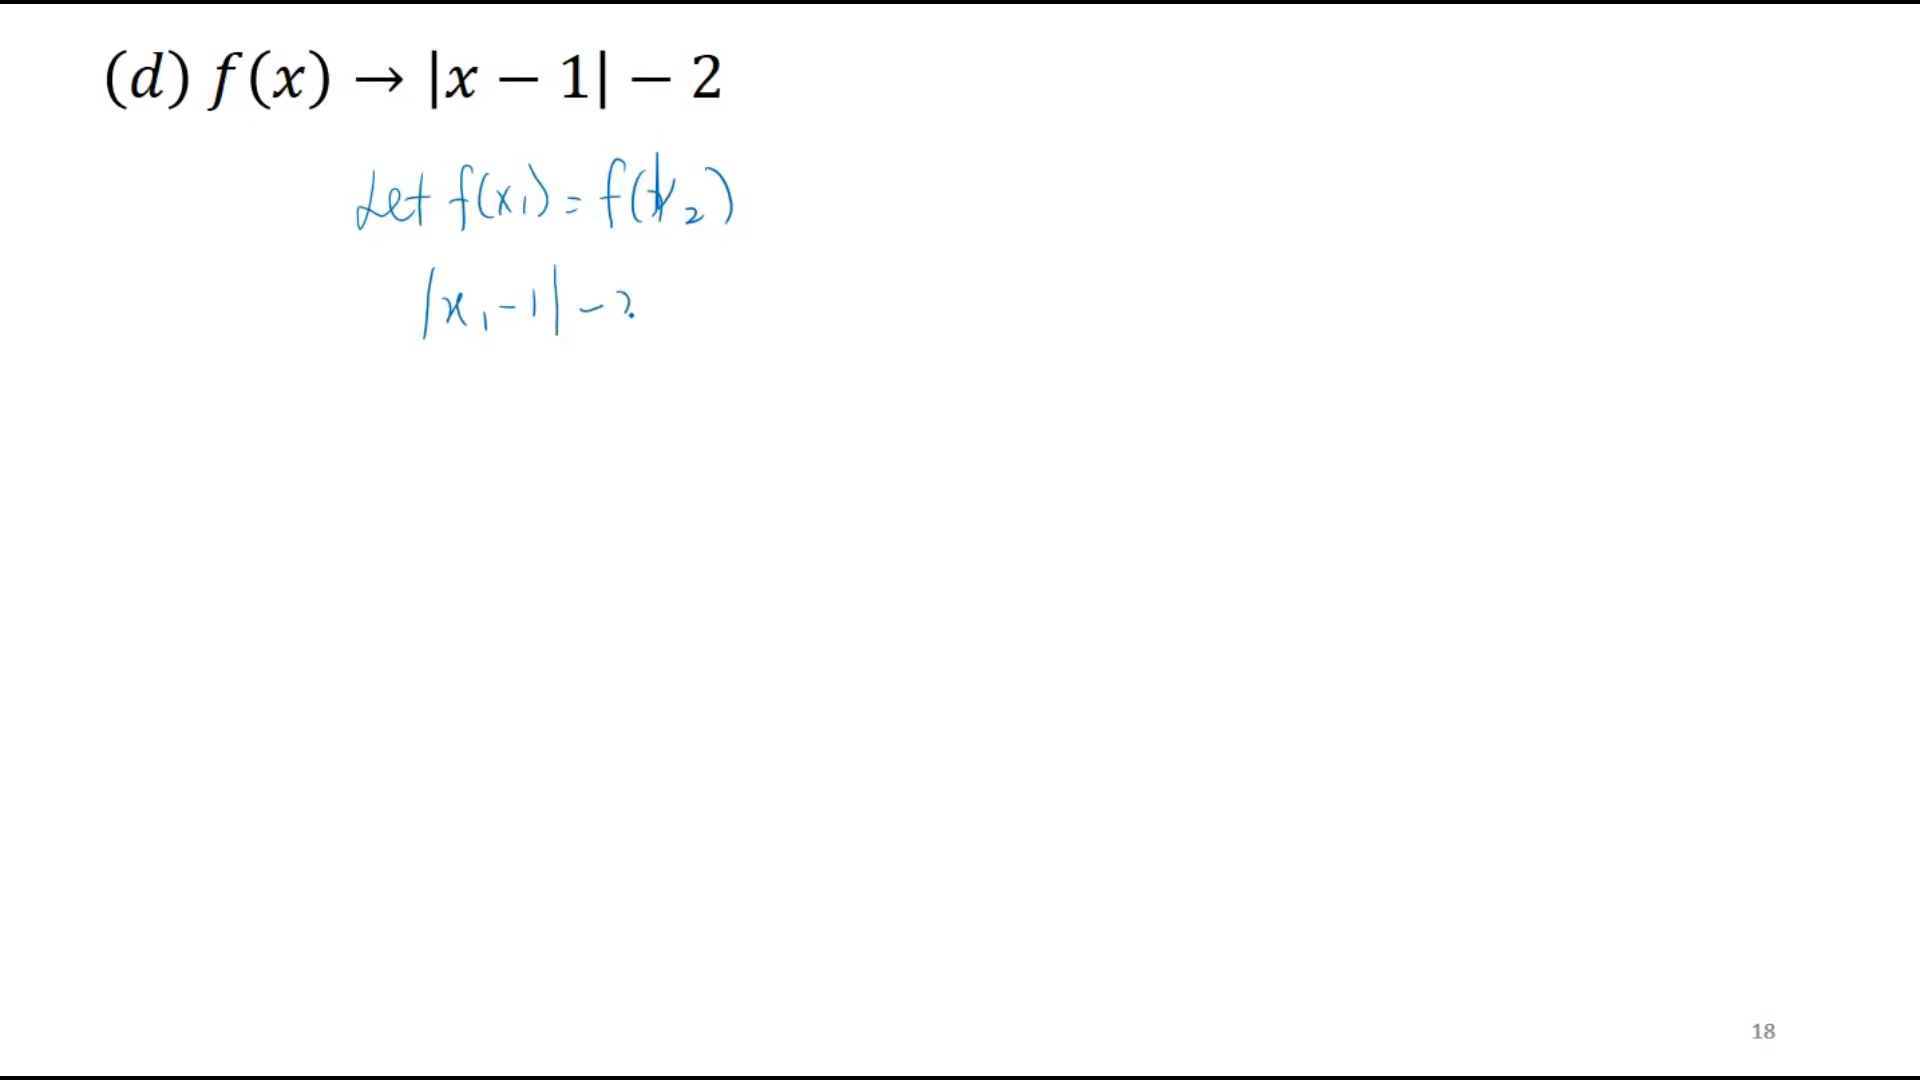 (d) f(x) → |x − 1| − 2
Let f(x₁) = f(x₂)
|x₁ - 1| - 2
18